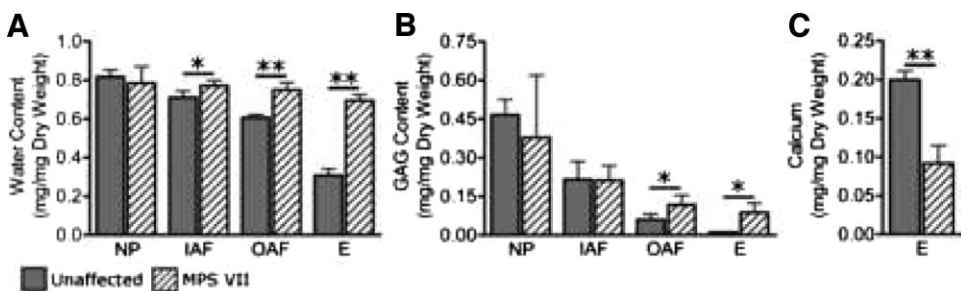 A
Water Content
(mg/mg Dry Weight)
1.0
0.8
0.6
0.4
0.2
0.0
*
**
**
NP
IAF
OAF
E
B
GAG Content
(mg/mg Dry Weight)
0.75
0.60
0.45
0.30
0.15
0.00
*
*
NP
IAF
OAF
E
C
Calcium
(mg/mg Dry Weight)
0.25
0.20
0.15
0.10
0.05
0.00
**
E
Unaffected
MPS VII